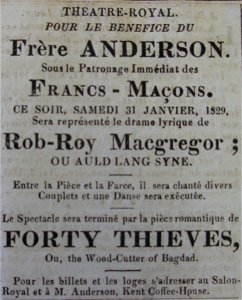 THEATRE-ROYAL.
POUR LE BENEFICE DU
Frère ANDERSON.
Sous le Patronage Immédiat des
FRANCS - MAÇONS.
CE SOIR, SAMEDI 31 JANVIER, 1829,
Sera représenté le drame lyrique de
Rob-Roy Macgregor ;
OU AULD LANG SYNE.
Entre la Pièce et la Farce, il sera chanté divers
Couplets et une Danse sera exécutée.
Le Spectacle sera terminé par la pièce romantique de
FORTY THIEVES,
Ou, the Wood-Cutter of Bagdad.
Pour les billets et les loges s'adresser au Salon-
Royal et à M. Anderson, Kent Coffee-House.